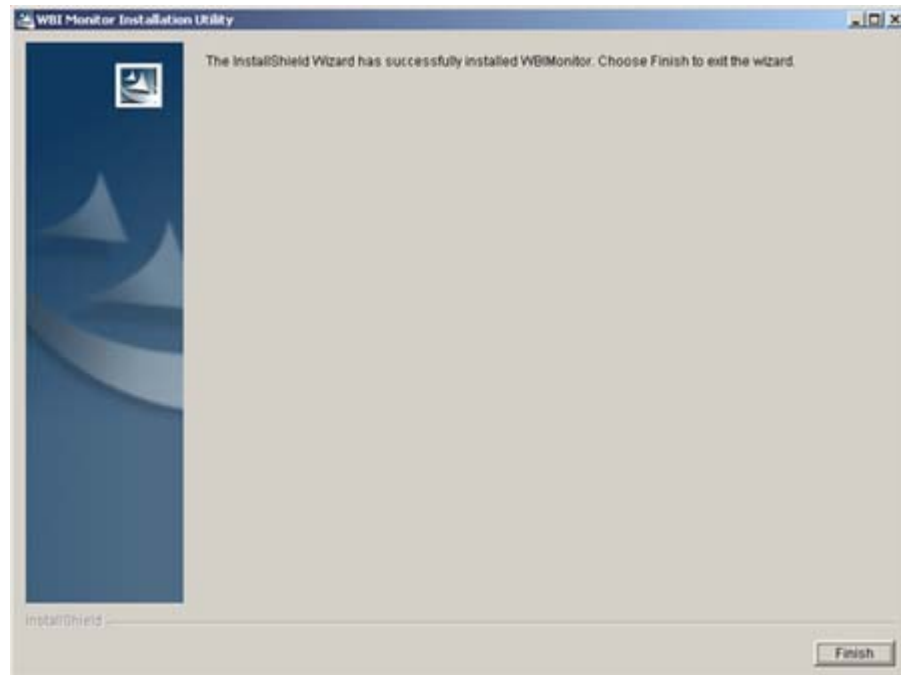 WBI Monitor Installation Utility
The InstallShield Wizard has successfully installed WBIMonitor. Choose Finish to exit the wizard.
InstallShield
Finish